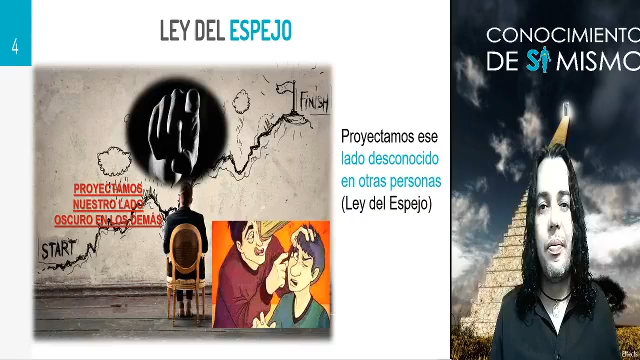 4
LEY DEL ESPEJO
FINISH
START
PROYECTAMOS
NUESTRO LADO
OSCURO EN LOS DEMÁS
Proyectamos ese
lado desconocido
en otras personas
(Ley del Espejo)
CONOCIMIENTO
DE SÍ MISMO